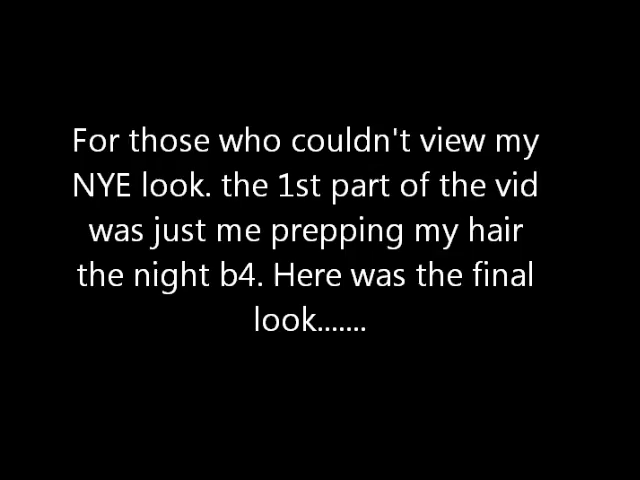 For those who couldn't view my
NYE look. the 1st part of the vid
was just me prepping my hair
the night b4. Here was the final
look.......